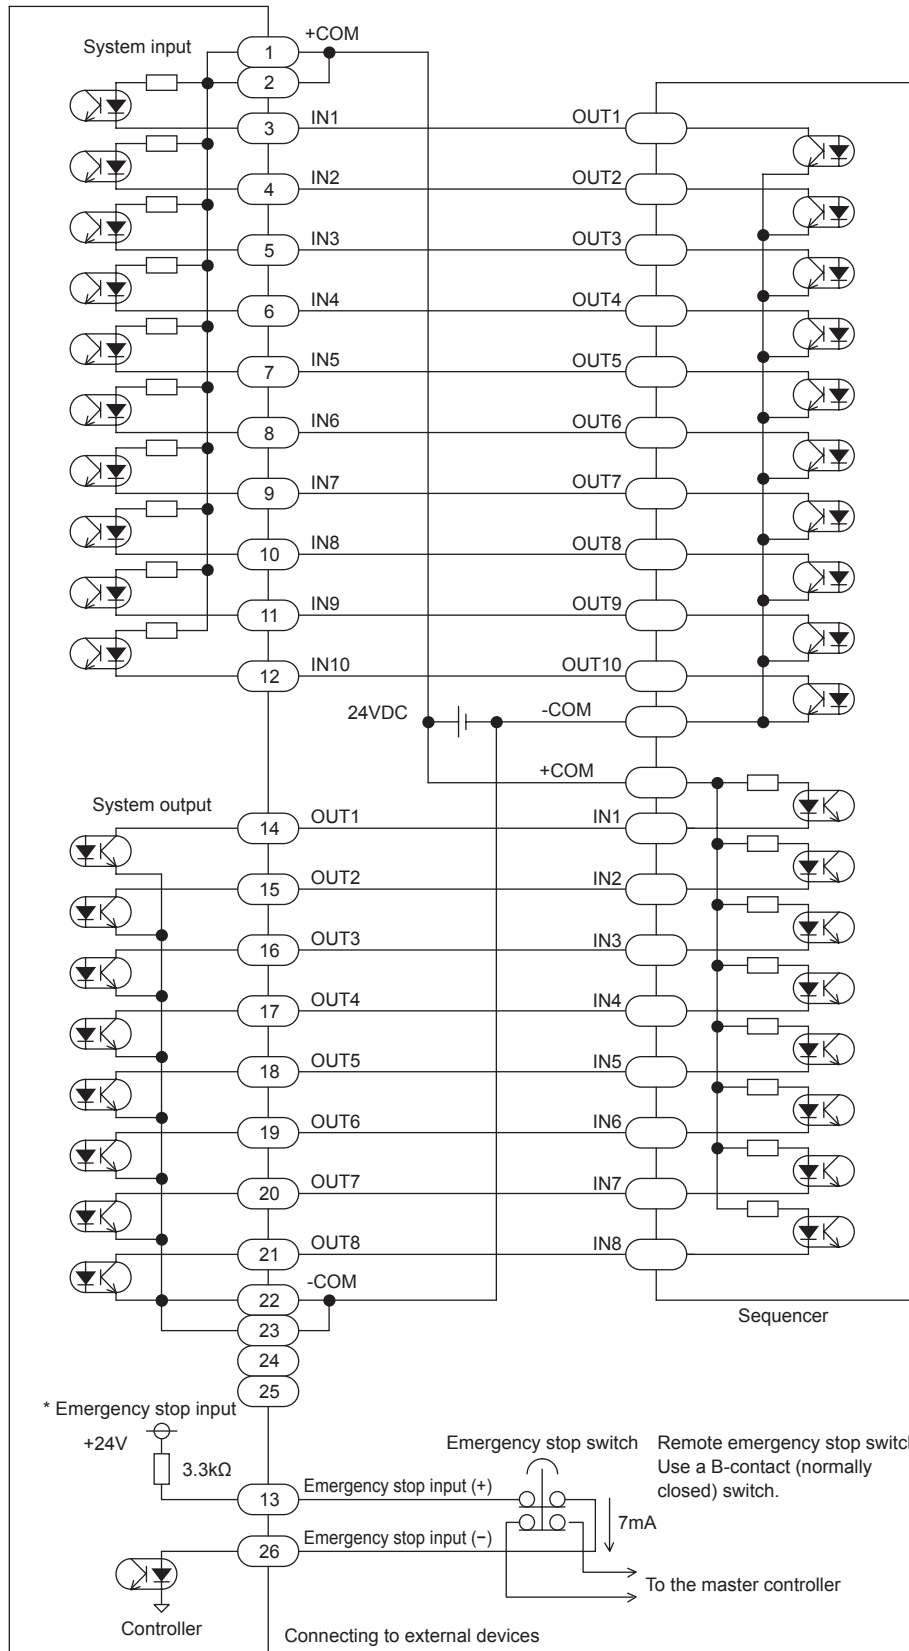 System input
1 +COM
2
3 IN1 OUT1
4 IN2 OUT2
5 IN3 OUT3
6 IN4 OUT4
7 IN5 OUT5
8 IN6 OUT6
9 IN7 OUT7
10 IN8 OUT8
11 IN9 OUT9
12 IN10 OUT10
24VDC -COM
+COM
System output
14 OUT1 IN1
15 OUT2 IN2
16 OUT3 IN3
17 OUT4 IN4
18 OUT5 IN5
19 OUT6 IN6
20 OUT7 IN7
21 OUT8 IN8
22 -COM
23
Sequencer
24
25
* Emergency stop input
+24V
3.3kΩ
Emergency stop switch
Remote emergency stop switch
Use a B-contact (normally
closed) switch.
13 Emergency stop input (+)
7mA
26 Emergency stop input (−)
To the master controller
Controller
Connecting to external devices